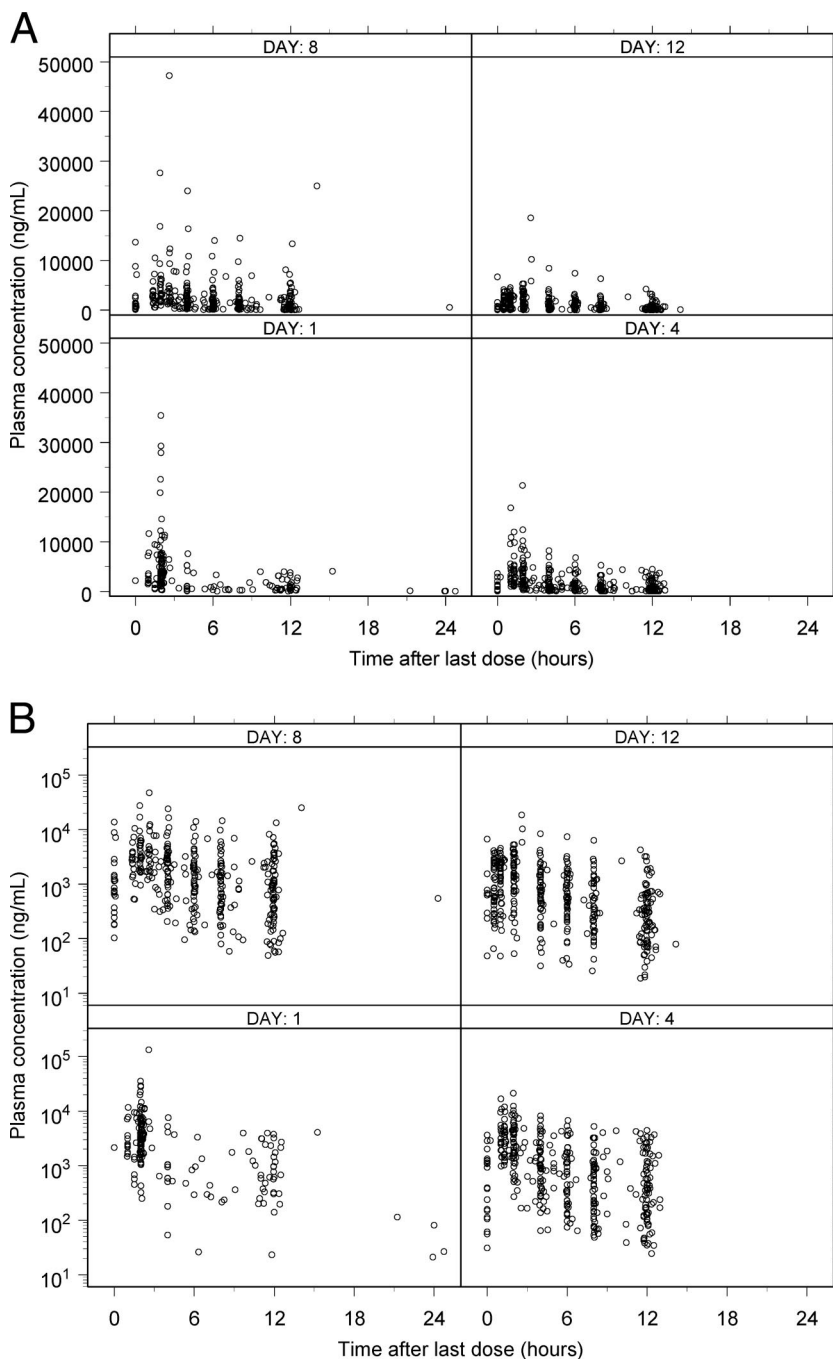 A
DAY: 8
DAY: 12
50000
40000
30000
20000
10000
0
DAY: 1
DAY: 4
50000
40000
30000
20000
10000
0
Plasma concentration (ng/mL)
0 6 12 18 24 0 6 12 18 24
Time after last dose (hours)
B
DAY: 8
DAY: 12
10⁵
10⁴
10³
10²
10¹
DAY: 1
DAY: 4
10⁵
10⁴
10³
10²
10¹
Plasma concentration (ng/mL)
0 6 12 18 24 0 6 12 18 24
Time after last dose (hours)